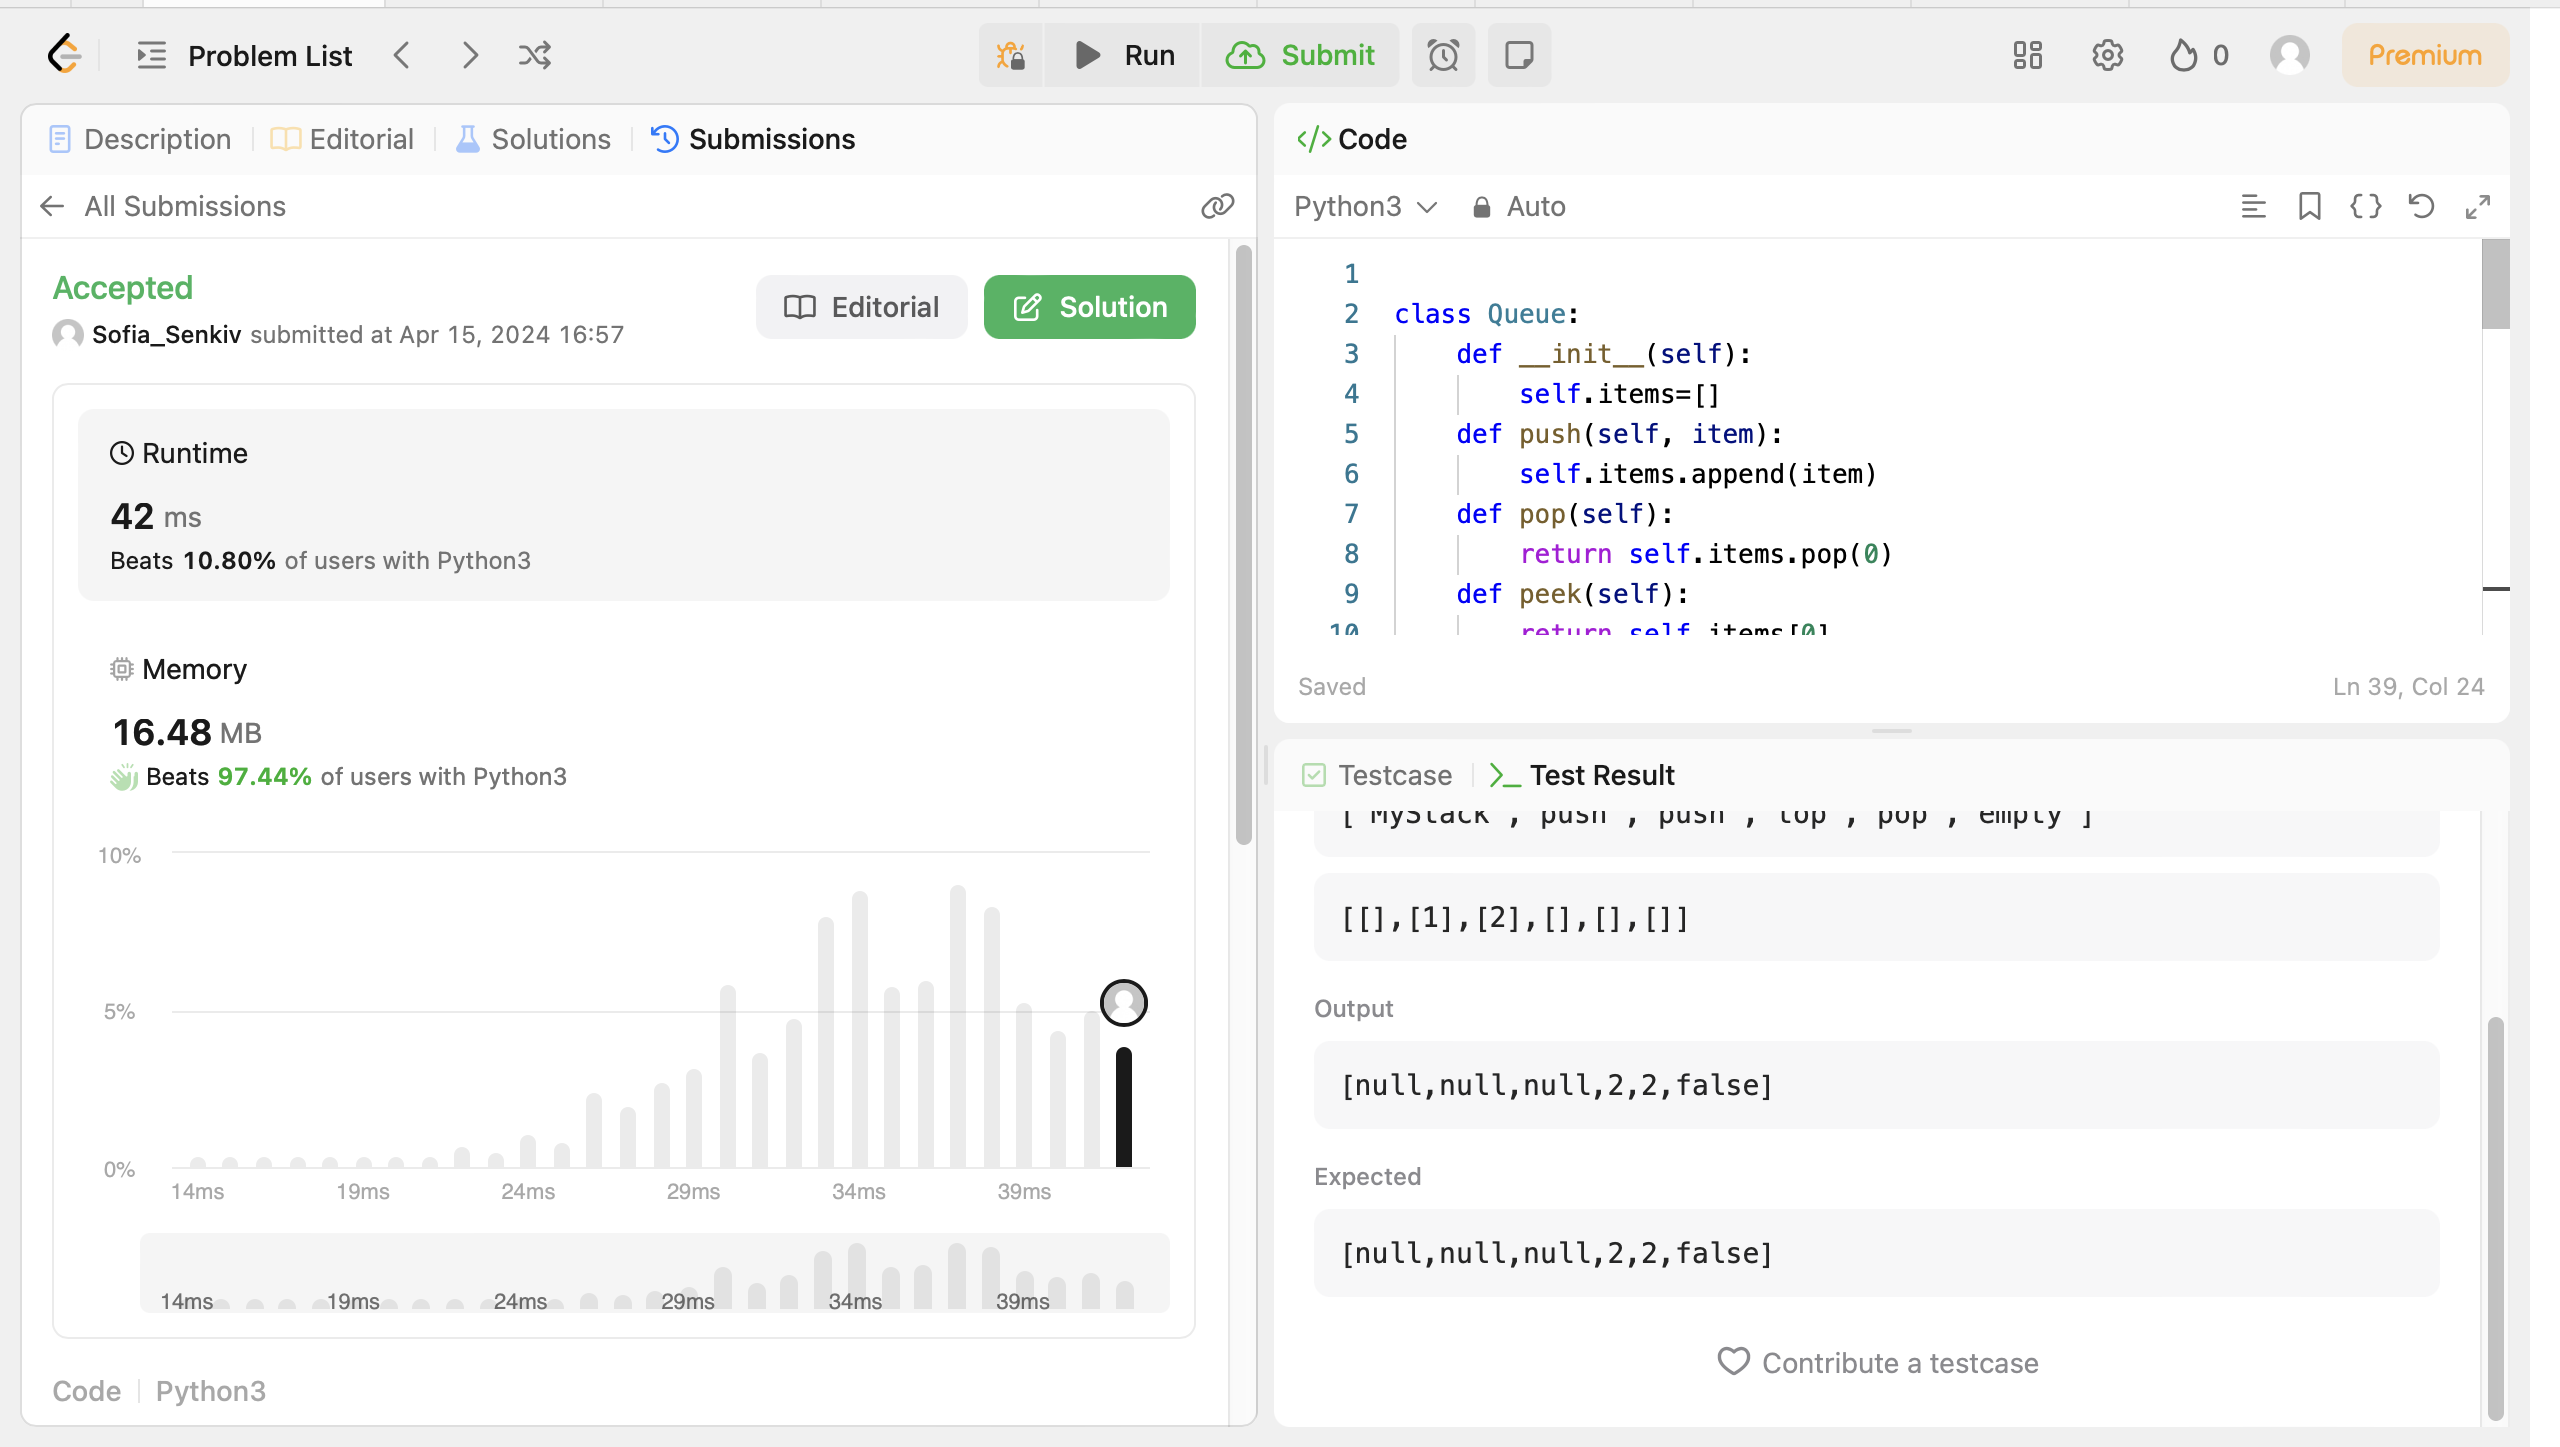 Problem List
Run
Submit
0
Premium
Description
Editorial
Solutions
Submissions
All Submissions
Accepted
Sofia_Senkiv submitted at Apr 15, 2024 16:57
Editorial
Solution
Runtime
42 ms
Beats 10.80% of users with Python3
Memory
16.48 MB
Beats 97.44% of users with Python3
10%
5%
0%
14ms 19ms 24ms 29ms 34ms 39ms
14ms 19ms 24ms 29ms 34ms 39ms
Code
Python3
</> Code
Python3
Auto
1
2 class Queue:
3 def __init__(self):
4 self.items=[]
5 def push(self, item):
6 self.items.append(item)
7 def pop(self):
8 return self.items.pop(0)
9 def peek(self):
10 return self.items[0]
Saved
Ln 39, Col 24
Testcase
>_ Test Result
["MyStack","push","push","top","pop","empty"]
[[],[1],[2],[],[],[]]
Output
[null,null,null,2,2,false]
Expected
[null,null,null,2,2,false]
Contribute a testcase